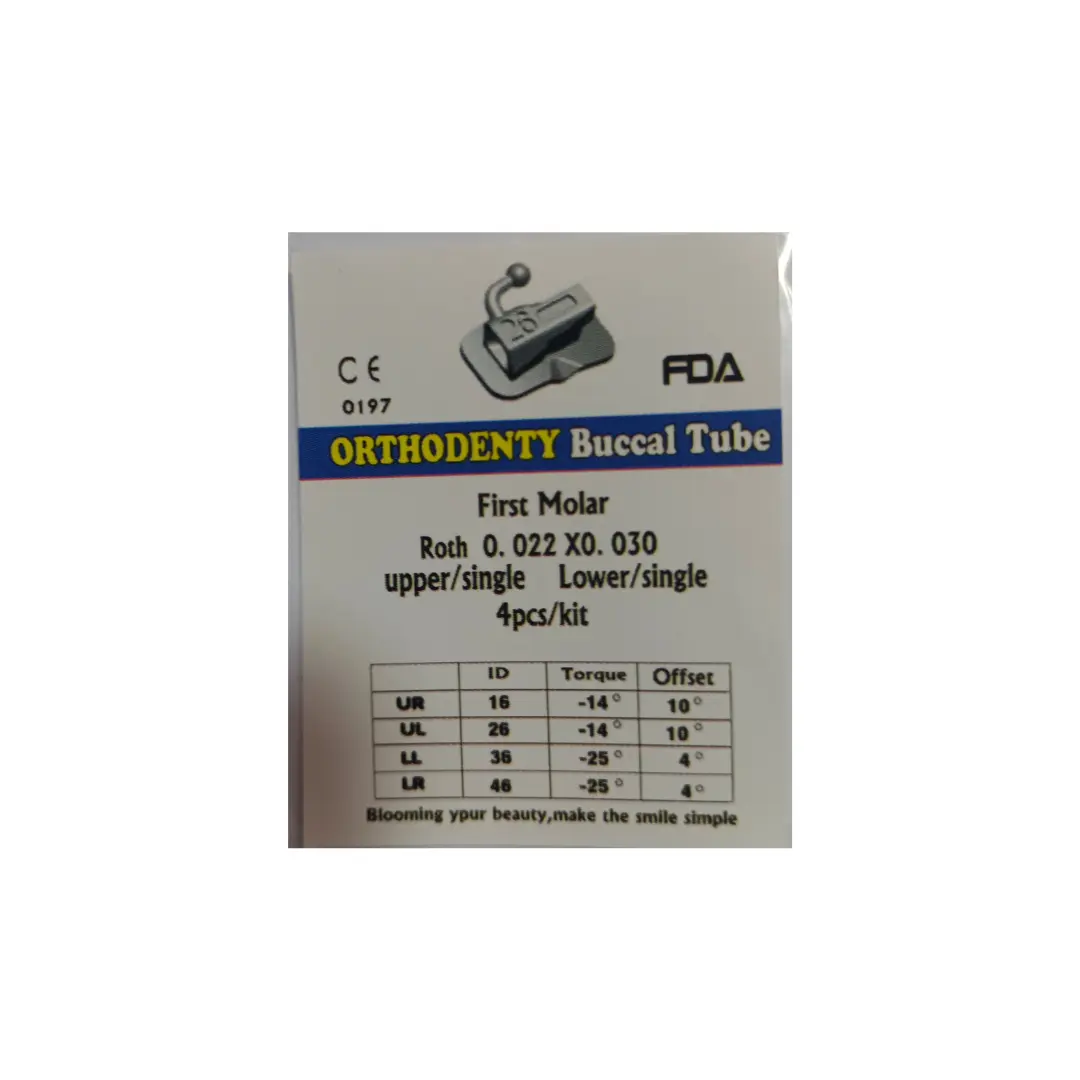 26
CE
0197
FDA
ORTHODENTY Buccal Tube
First Molar
Roth 0. 022 X0. 030
upper/single Lower/single
4pcs/kit
ID Torque Offset
UR 16 -14° 10°
UL 26 -14° 10°
LL 36 -25° 4°
LR 46 -25° 4°
Blooming ypur beauty,make the smile simple